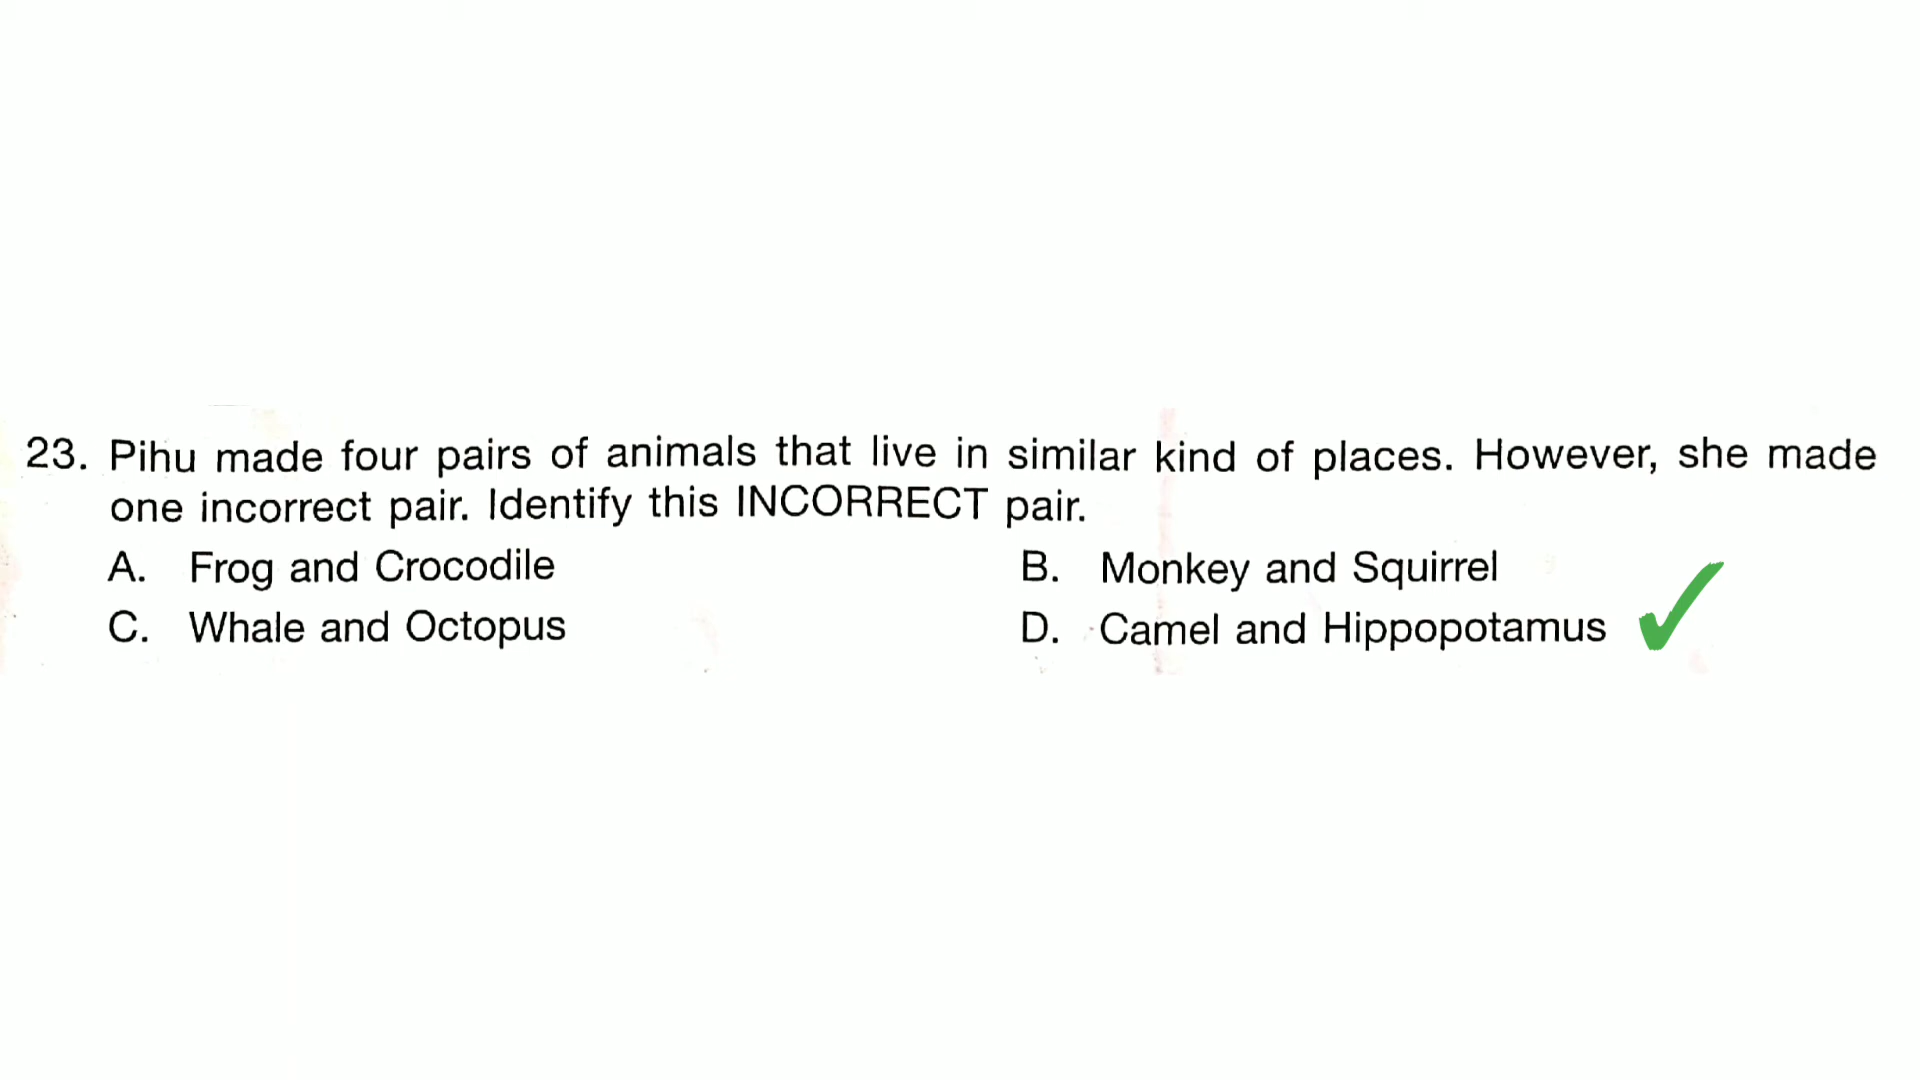 23. Pihu made four pairs of animals that live in similar kind of places. However, she made
one incorrect pair. Identify this INCORRECT pair.
A. Frog and Crocodile
B. Monkey and Squirrel
C. Whale and Octopus
D. Camel and Hippopotamus